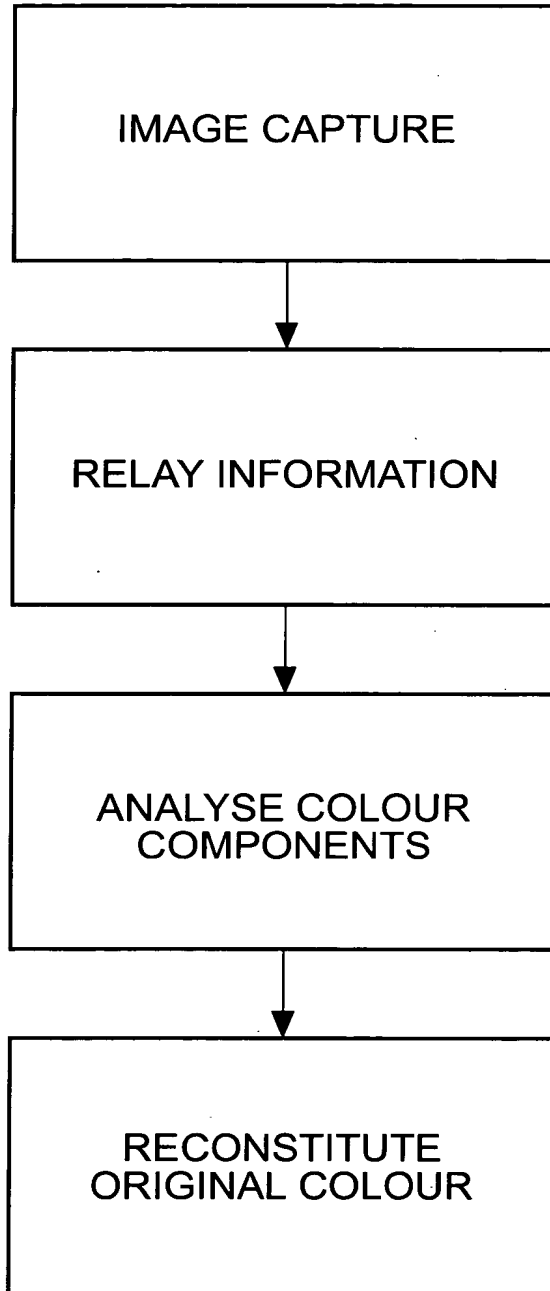 IMAGE CAPTURE
RELAY INFORMATION
ANALYSE COLOUR
COMPONENTS
RECONSTITUTE
ORIGINAL COLOUR